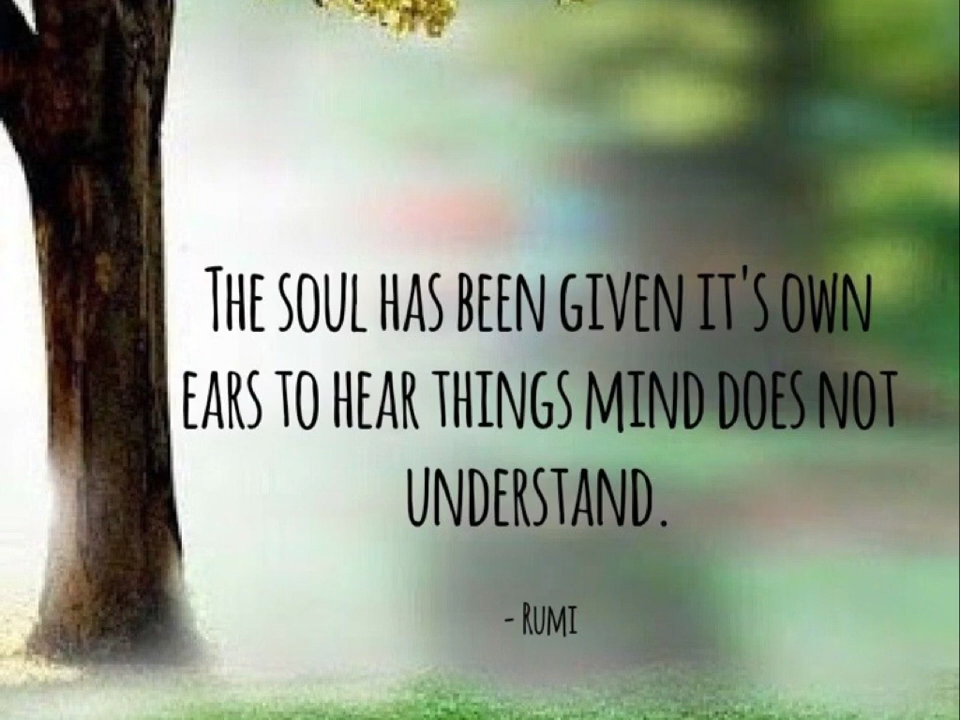 The soul has been given it's own
ears to hear things mind does not
understand.
- Rumi